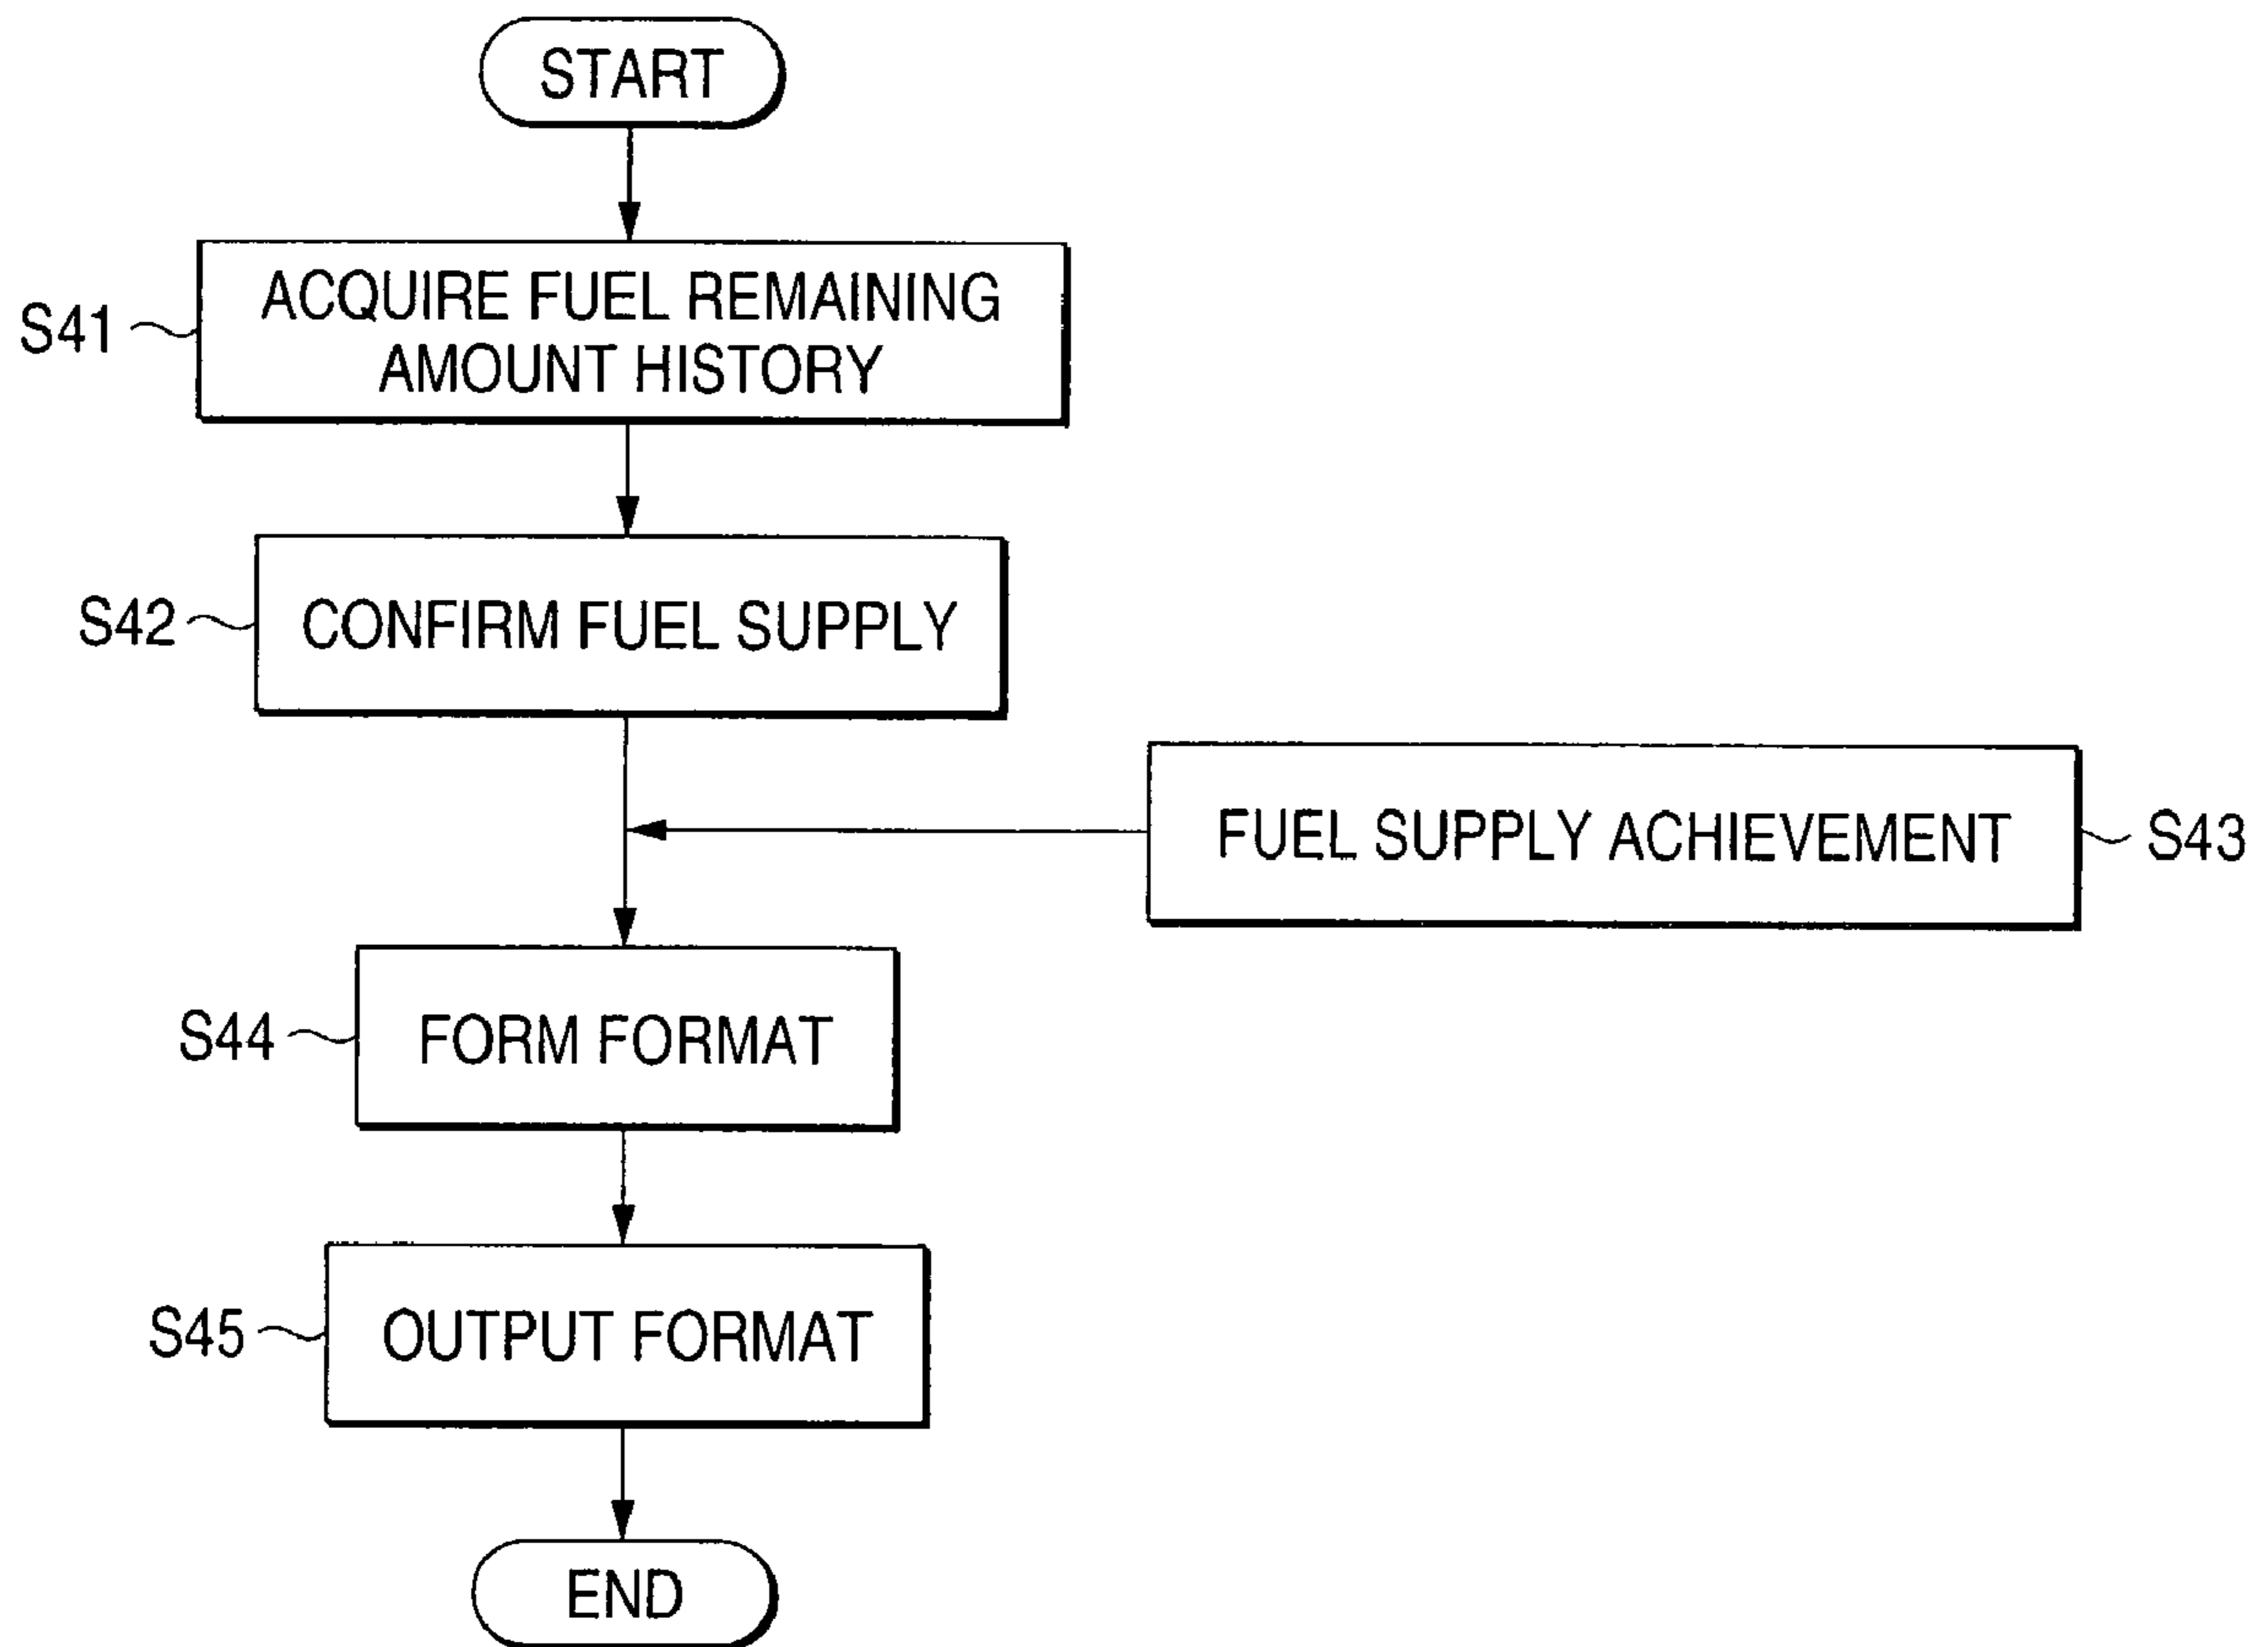 START
S41
ACQUIRE FUEL REMAINING
AMOUNT HISTORY
S42
CONFIRM FUEL SUPPLY
FUEL SUPPLY ACHIEVEMENT
S43
S44
FORM FORMAT
S45
OUTPUT FORMAT
END